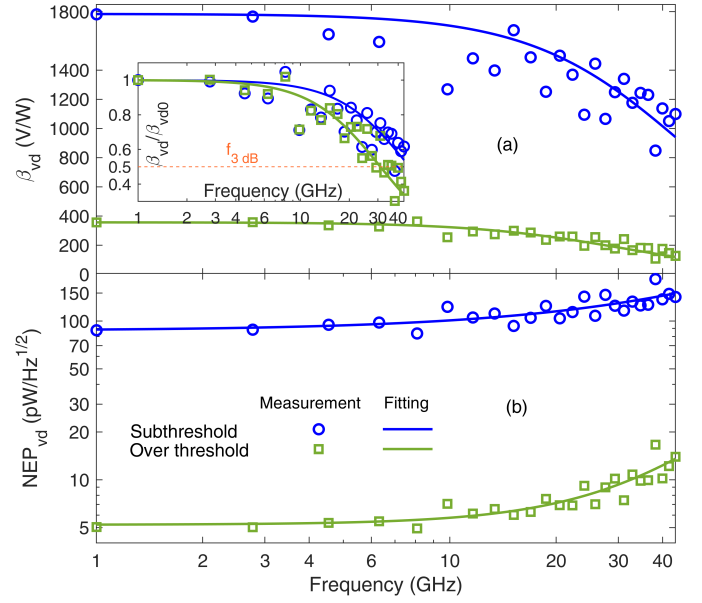 1800
1400
1200
1000
800
600
400
200
0
β_vd (V/W)
(a)
1
0.8
0.6
0.5
0.4
β_vd/β_vd0
f_3 dB
Frequency (GHz)
1 2 3 4 6 10 20 30 40
150
100
70
50
30
20
10
5
NEP_vd (pW/Hz^1/2)
(b)
Measurement Fitting
Subthreshold
Over threshold
1 2 3 4 6 10 20 30 40
Frequency (GHz)